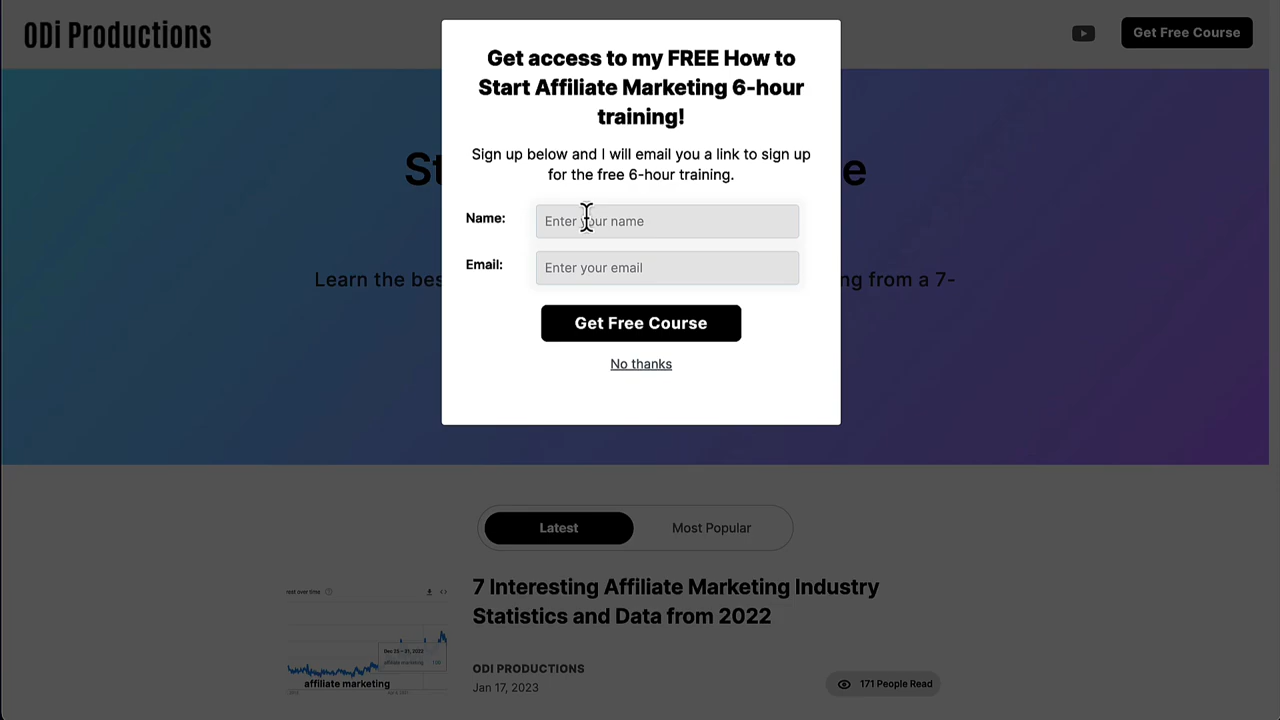 ODi Productions
Get Free Course
Get access to my FREE How to
Start Affiliate Marketing 6-hour
training!
Sign up below and I will email you a link to sign up
for the free 6-hour training.
Name:
Enter your name
Email:
Enter your email
Get Free Course
No thanks
St
e
Learn the bes
ng from a 7-
Latest
Most Popular
7 Interesting Affiliate Marketing Industry
Statistics and Data from 2022
ODI PRODUCTIONS
Jan 17, 2023
171 People Read
rest over time
affiliate marketing